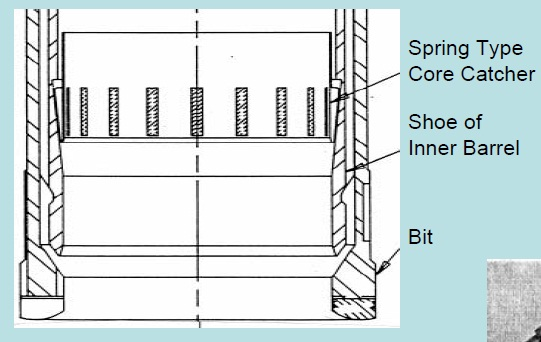 Spring Type
Core Catcher
Shoe of
Inner Barrel
Bit